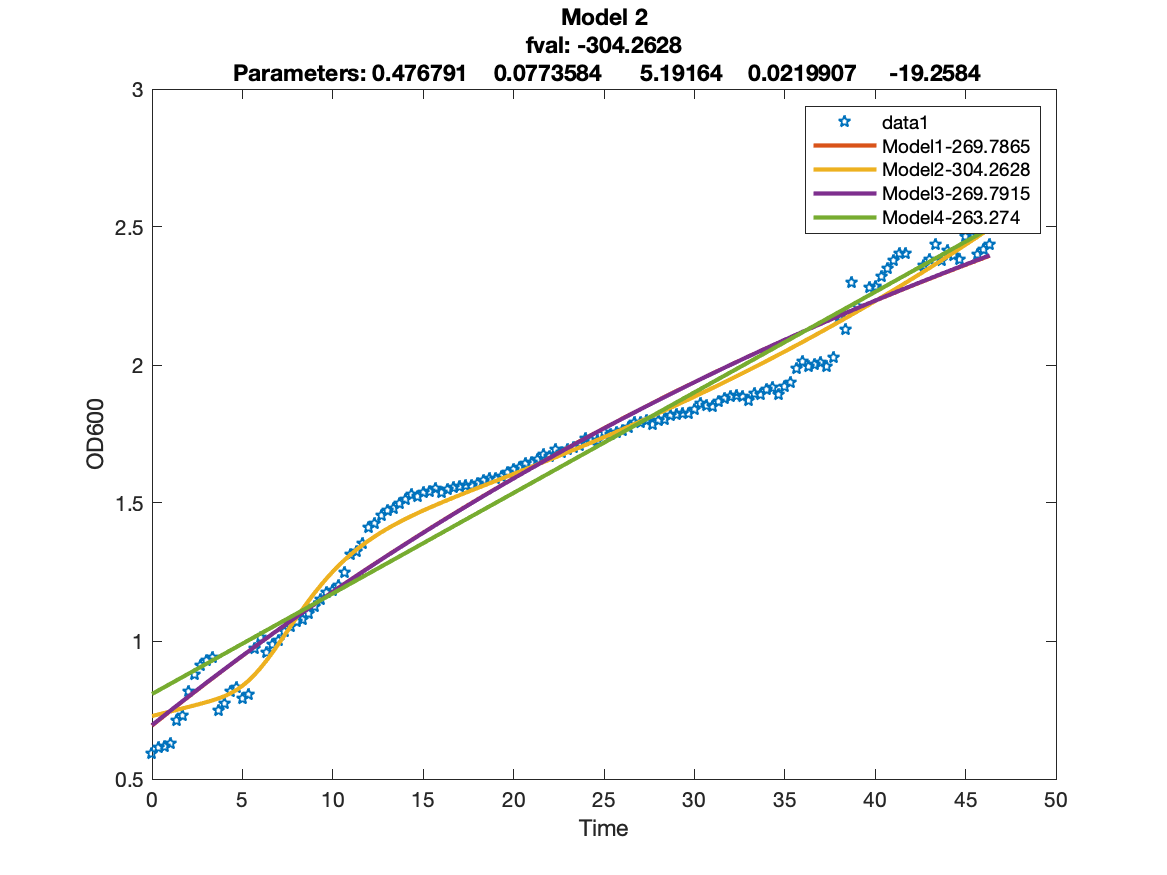 Model 2
fval: -304.2628
Parameters: 0.476791 0.0773584 5.19164 0.0219907 -19.2584
3
2.5
2
1.5
1
0.5
OD600
data1
Model1-269.7865
Model2-304.2628
Model3-269.7915
Model4-263.274
0 5 10 15 20 25 30 35 40 45 50
Time